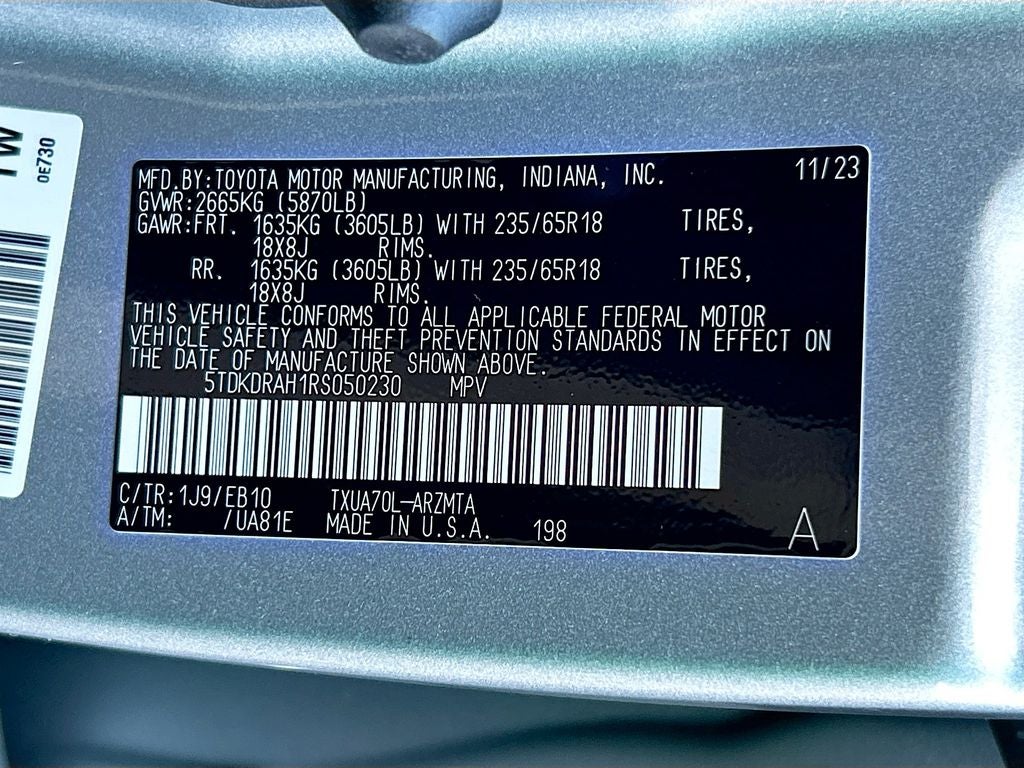 MFD.BY:TOYOTA MOTOR MANUFACTURING, INDIANA, INC. 11/23
GVWR:2665KG (5870LB)
GAWR:FRT. 1635KG (3605LB) WITH 235/65R18 TIRES,
18X8J RIMS.
RR. 1635KG (3605LB) WITH 235/65R18 TIRES,
18X8J RIMS.
THIS VEHICLE CONFORMS TO ALL APPLICABLE FEDERAL MOTOR
VEHICLE SAFETY AND THEFT PREVENTION STANDARDS IN EFFECT ON
THE DATE OF MANUFACTURE SHOWN ABOVE.
5TDKDRAH1RS050230 MPV
C/TR:1J9/EB10 TXUA70L-ARZMTA
A/TM: /UA81E MADE IN U.S.A. 198 A
0E730